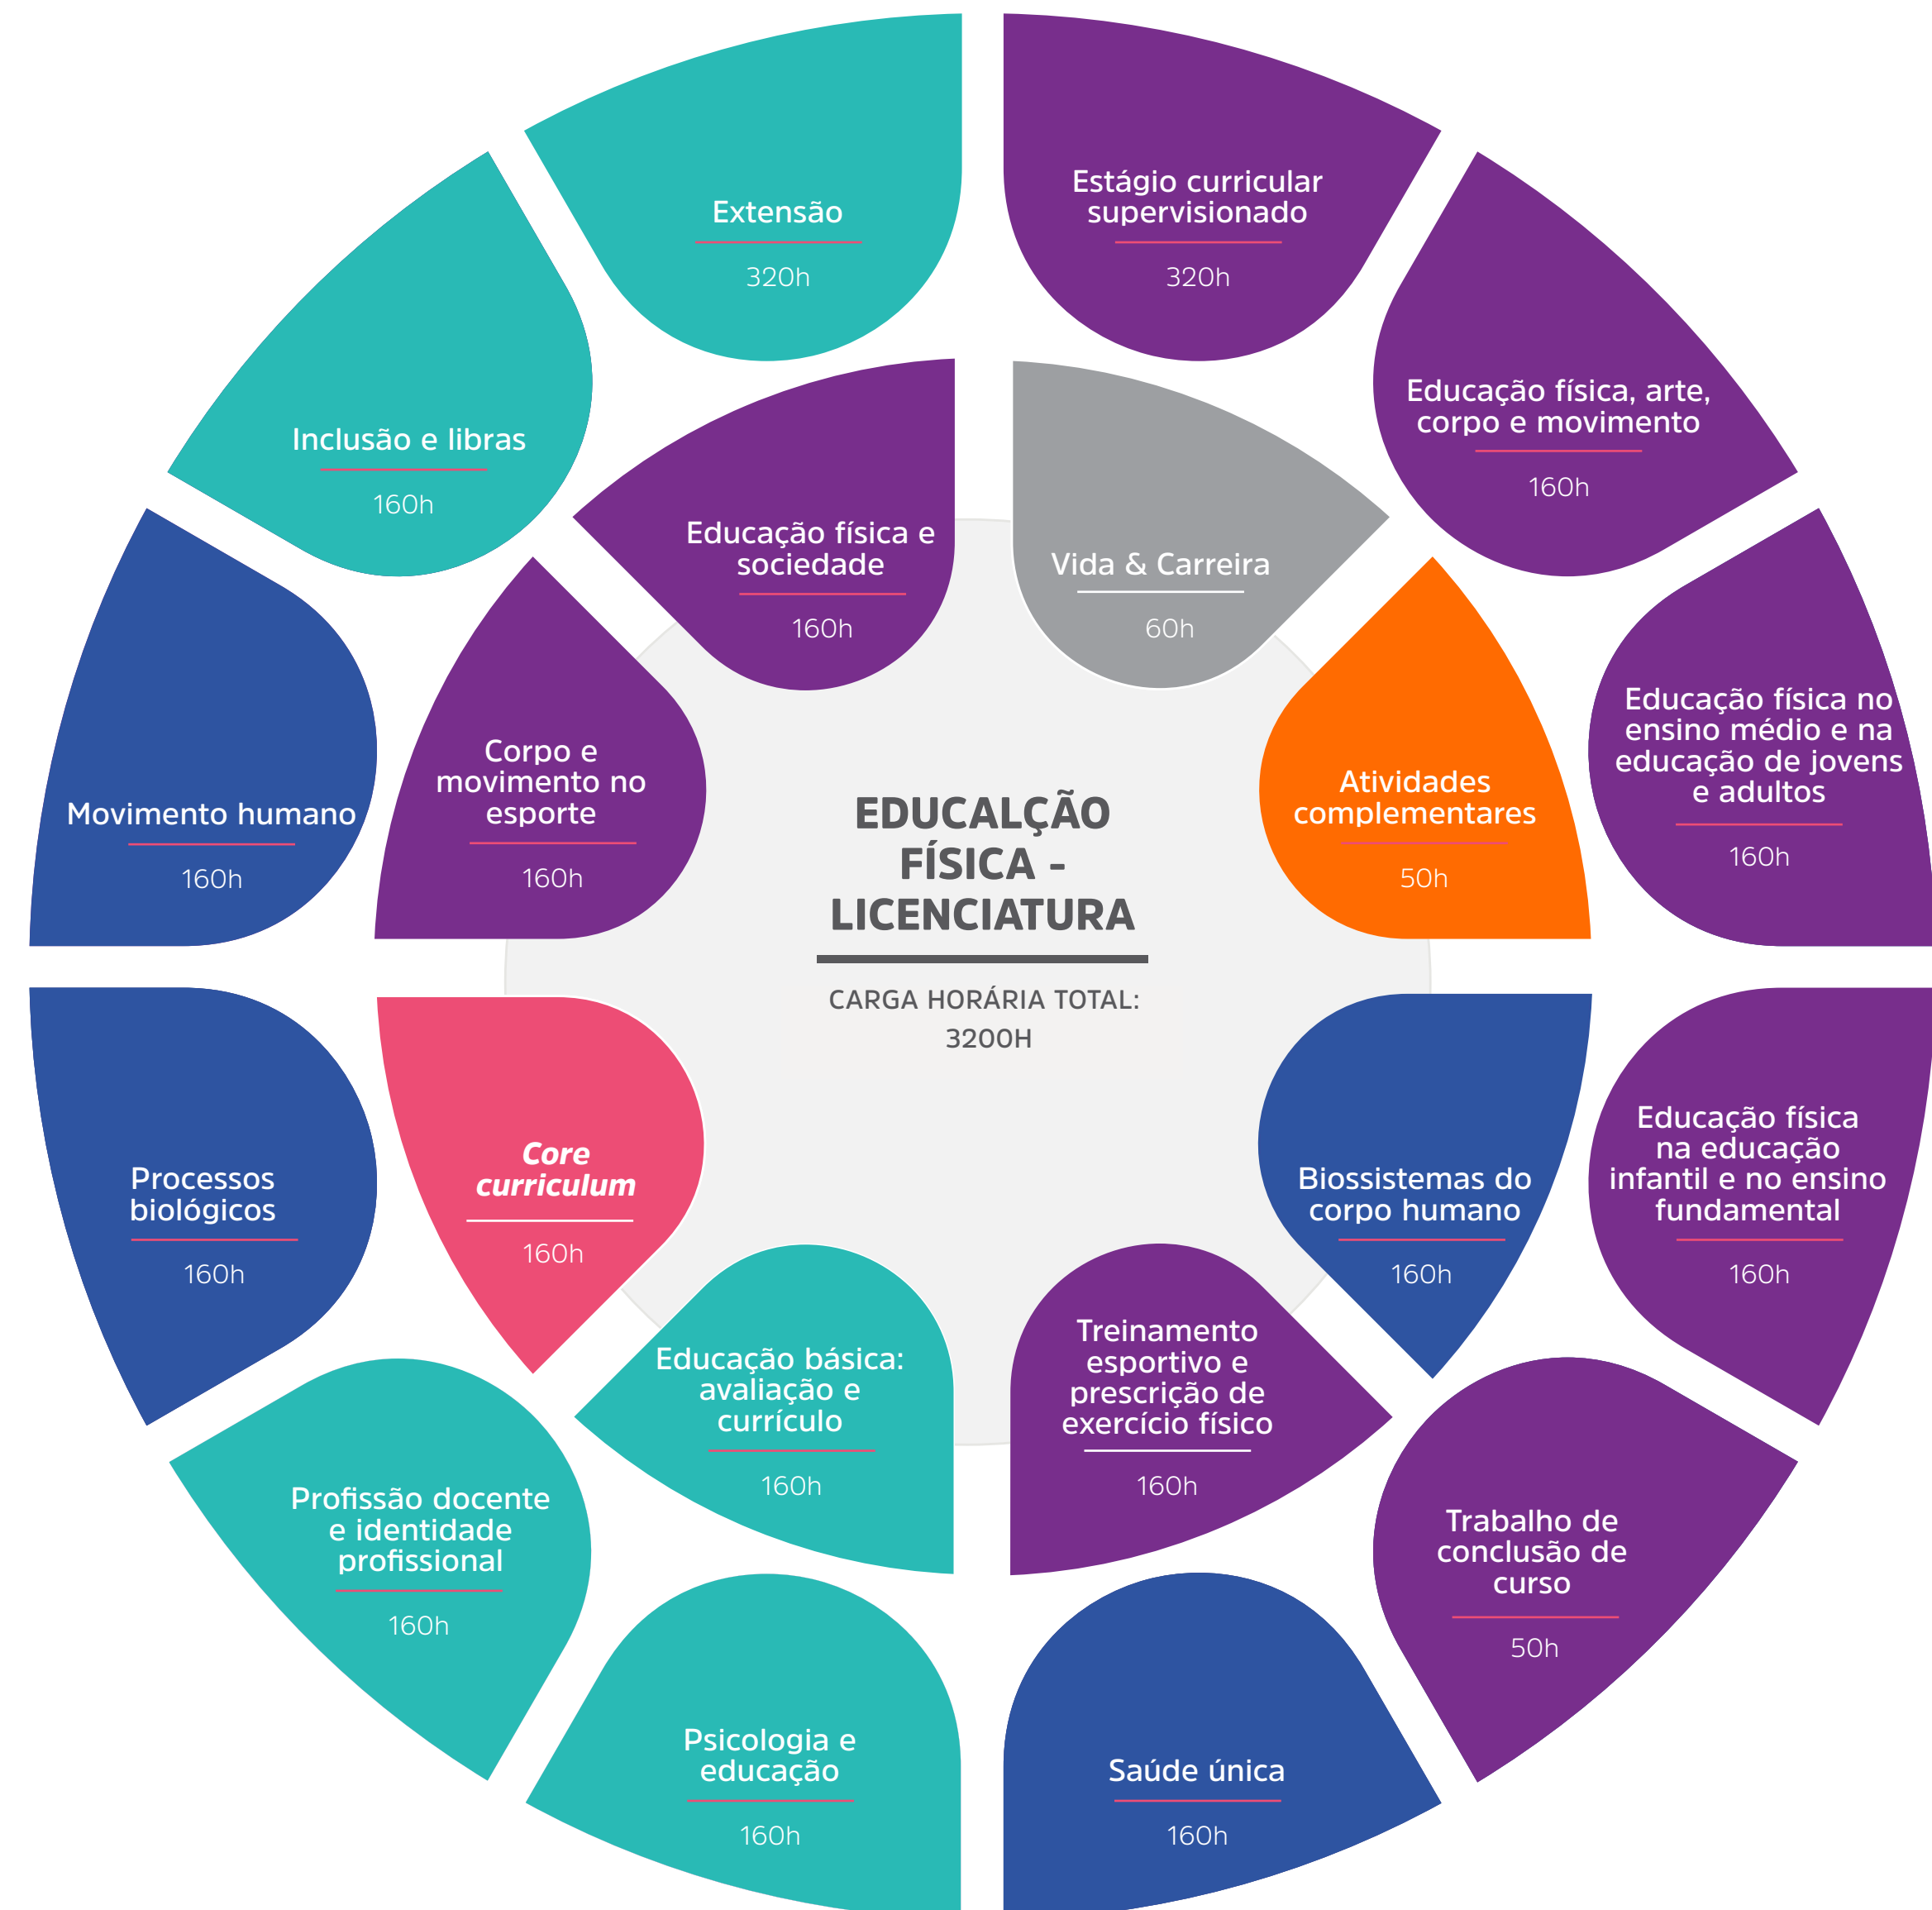 Extensão
320h
Estágio curricular
supervisionado
320h
Inclusão e libras
160h
Educação física, arte,
corpo e movimento
160h
Educação física e
sociedade
160h
Vida & Carreira
60h
Movimento humano
160h
Corpo e
movimento no
esporte
160h
EDUCALÇÃO
FÍSICA -
LICENCIATURA
CARGA HORÁRIA TOTAL:
3200H
Atividades
complementares
50h
Educação física no
ensino médio e na
educação de jovens
e adultos
160h
Processos
biológicos
160h
Core
curriculum
160h
Biossistemas do
corpo humano
160h
Educação física
na educação
infantil e no ensino
fundamental
160h
Educação básica:
avaliação e
currículo
160h
Treinamento
esportivo e
prescrição de
exercício físico
160h
Profissão docente
e identidade
profissional
160h
Trabalho de
conclusão de
curso
50h
Psicologia e
educação
160h
Saúde única
160h